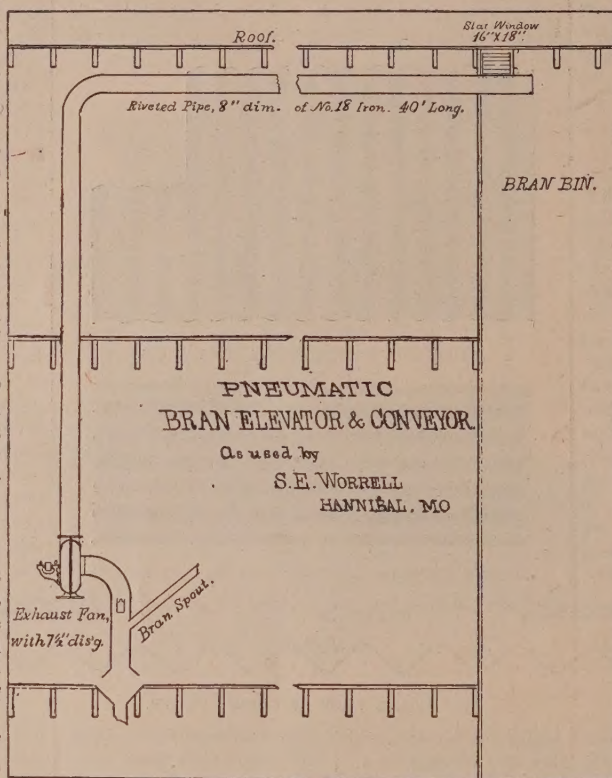 Roof.
Slat Window
16"X18"
Riveted Pipe, 8" dim. of No. 18 Iron. 40' Long.
BRAN BIN.
PNEUMATIC
BRAN ELEVATOR & CONVEYOR.
As used by
S.E. WORRELL
HANNIBAL, MO
Exhaust Fan,
with 7½" dis'g.
Bran Spout.